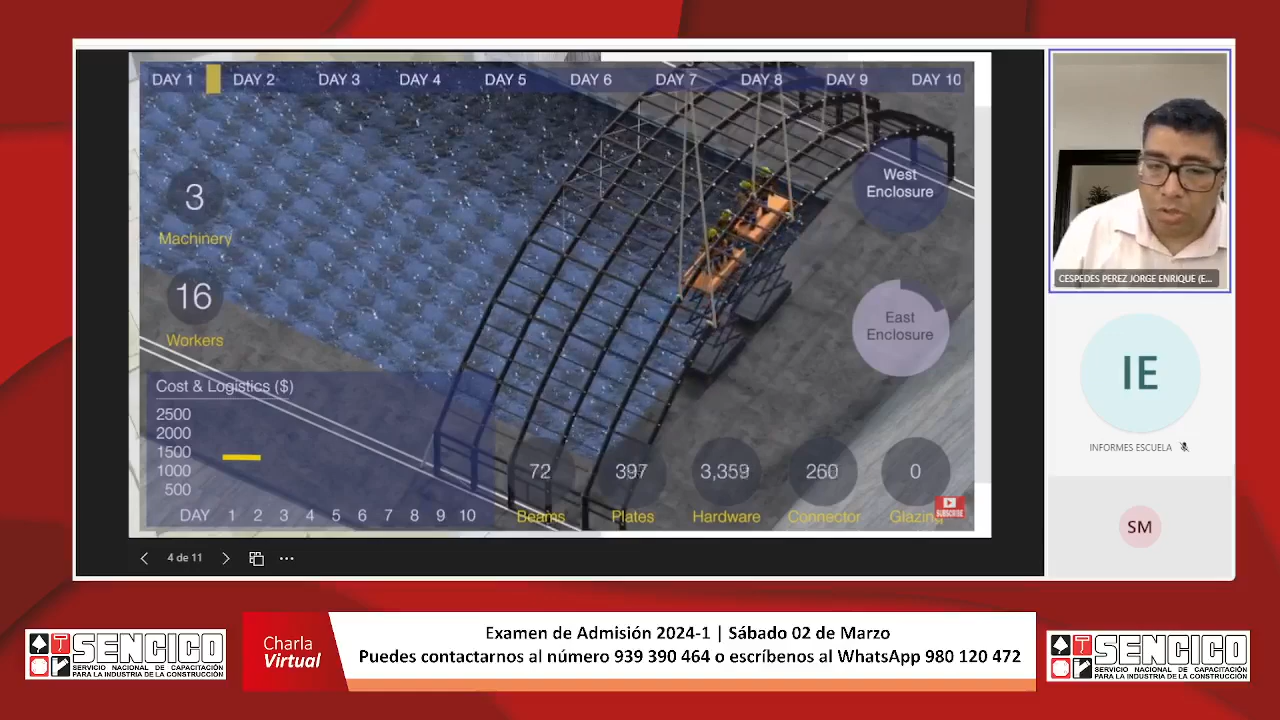 DAY 1 DAY 2 DAY 3 DAY 4 DAY 5 DAY 6 DAY 7 DAY 8 DAY 9 DAY 10
3
Machinery
16
Workers
West
Enclosure
East
Enclosure
Cost & Logistics ($)
2500
2000
1500
1000
500
DAY 1 2 3 4 5 6 7 8 9 10
72 397 3,359 260 0
Beams Plates Hardware Connector Glazing
SUBSCRIBE
4 de 11
CESPEDES PEREZ JORGE ENRIQUE (E...
IE
INFORMES ESCUELA
SM
SENCICO
SERVICIO NACIONAL DE CAPACITACIÓN
PARA LA INDUSTRIA DE LA CONSTRUCCIÓN
Charla
Virtual
Examen de Admisión 2024-1 | Sábado 02 de Marzo
Puedes contactarnos al número 939 390 464 o escríbenos al WhatsApp 980 120 472
SENCICO
SERVICIO NACIONAL DE CAPACITACIÓN
PARA LA INDUSTRIA DE LA CONSTRUCCIÓN